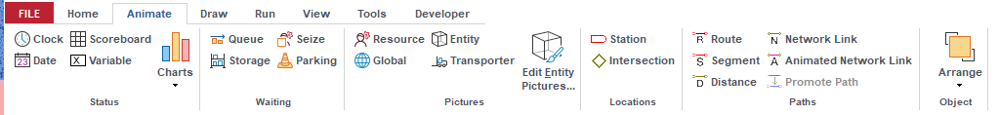 FILE Home Animate Draw Run View Tools Developer
Clock Scoreboard
23 Date X Variable
Charts
Status
Queue Seize
Storage Parking
Waiting
Resource Entity
Global Transporter
Edit Entity
Pictures...
Pictures
Station
Intersection
Locations
R Route N Network Link
S Segment A Animated Network Link
D Distance Promote Path
Paths
Arrange
Object